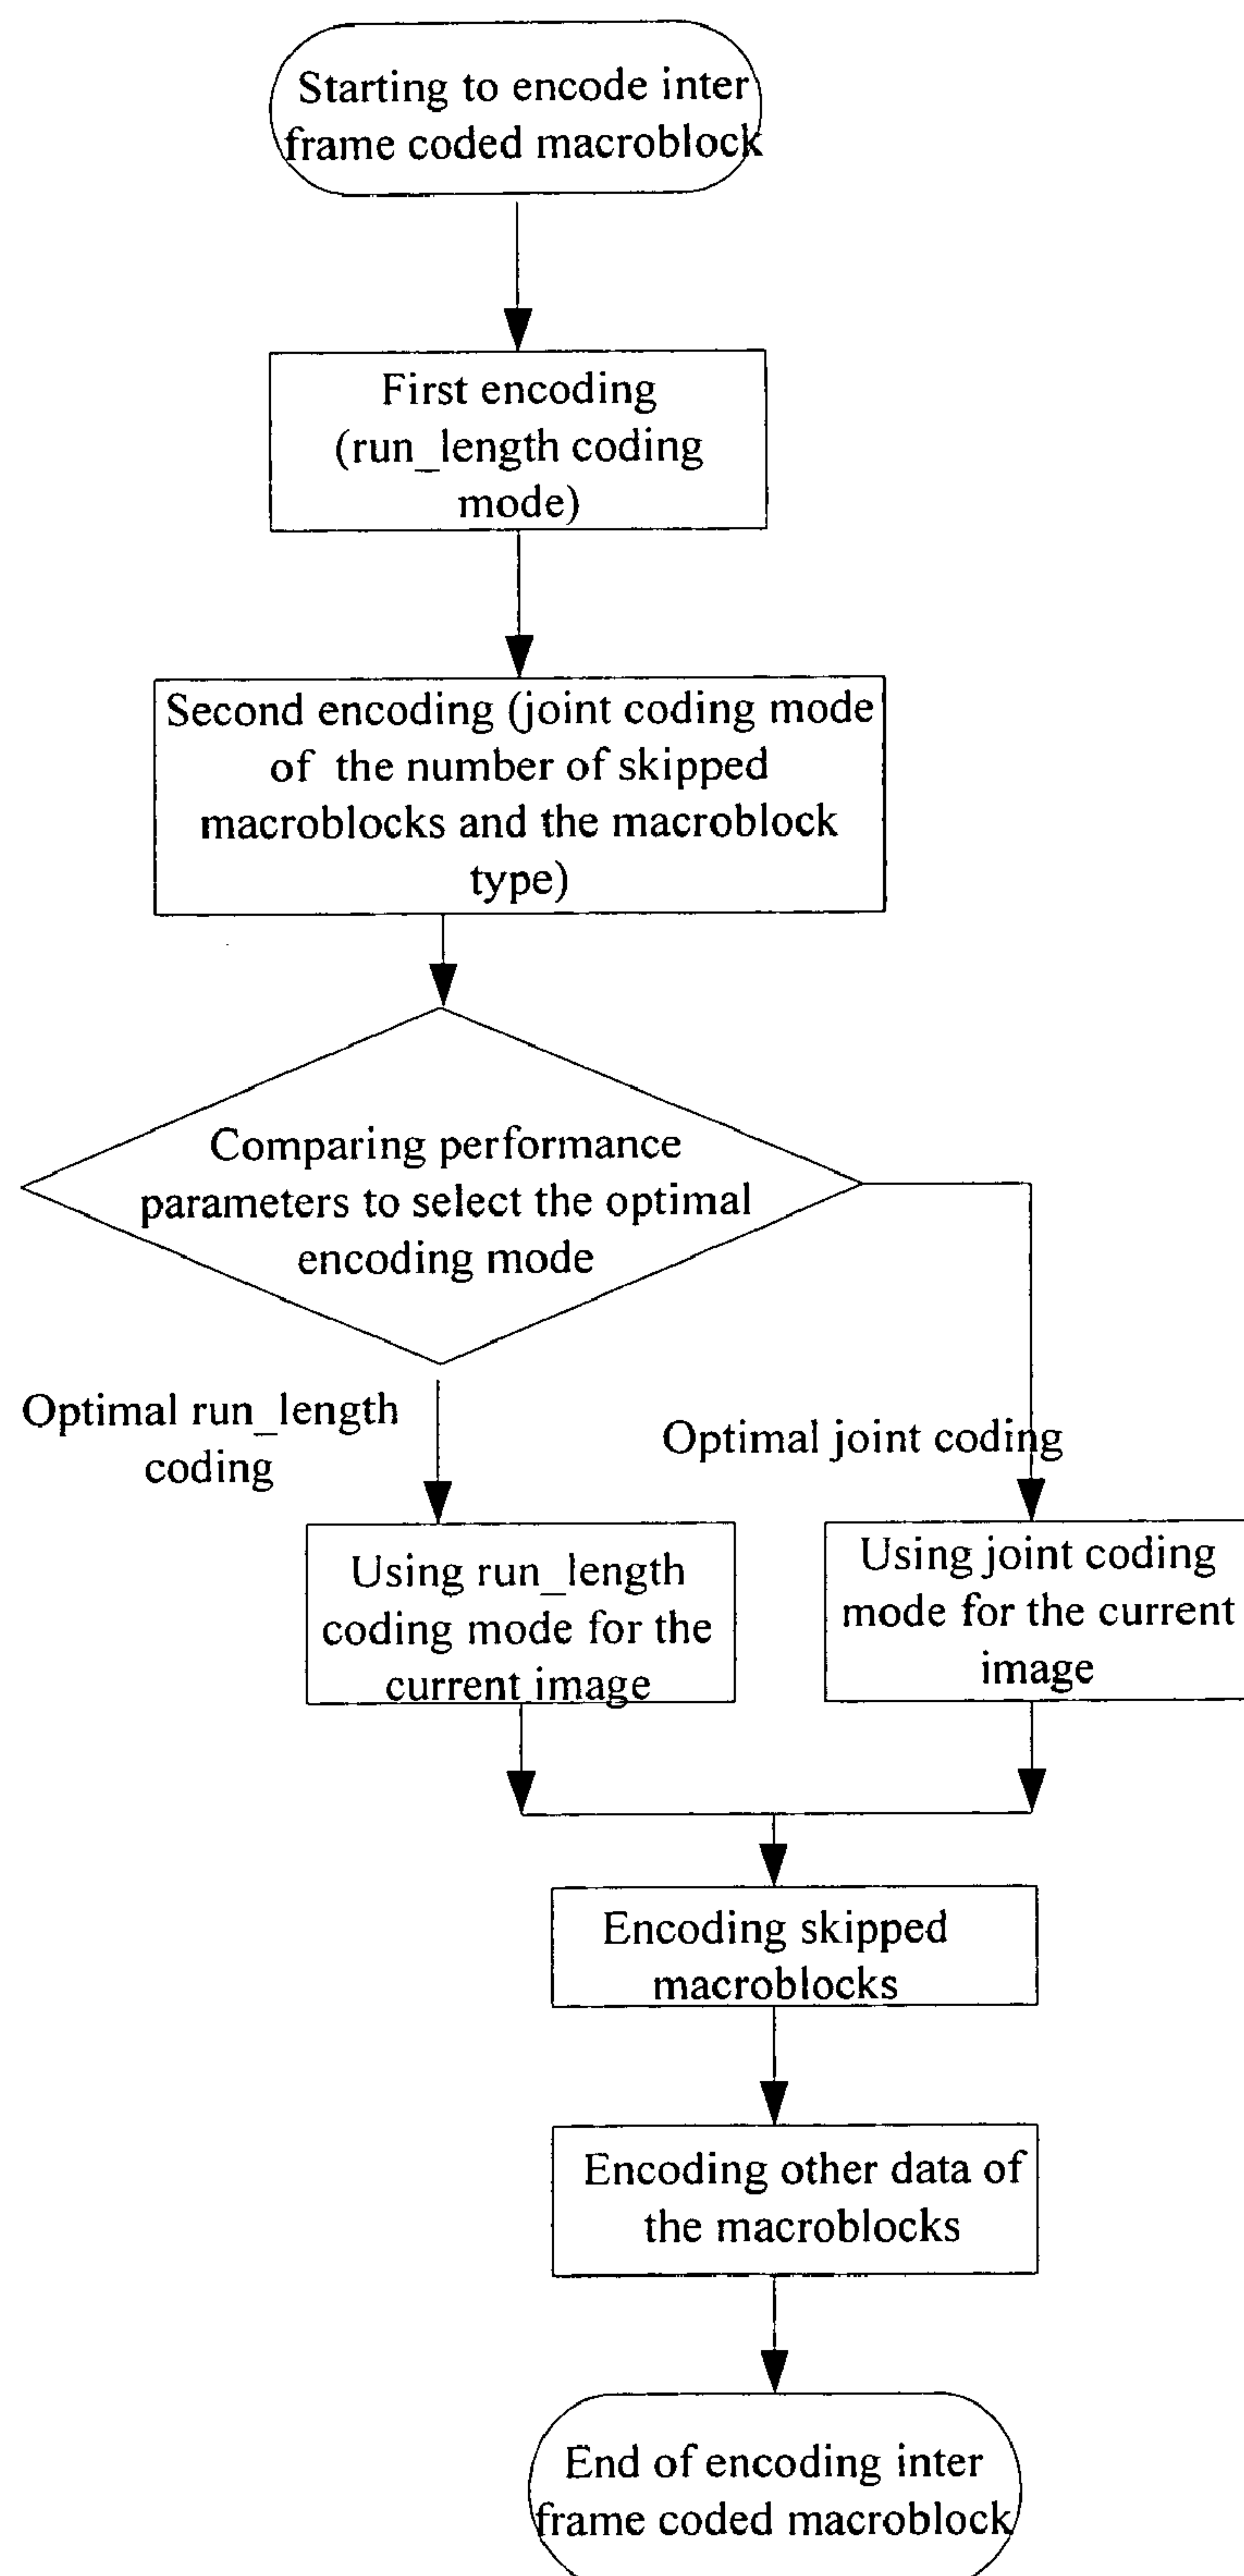 Starting to encode inter
frame coded macroblock
First encoding
(run_length coding
mode)
Second encoding (joint coding mode
of the number of skipped
macroblocks and the macroblock
type)
Comparing performance
parameters to select the optimal
encoding mode
Optimal run_length
coding
Optimal joint coding
Using run_length
coding mode for the
current image
Using joint coding
mode for the current
image
Encoding skipped
macroblocks
Encoding other data of
the macroblocks
End of encoding inter
frame coded macroblock